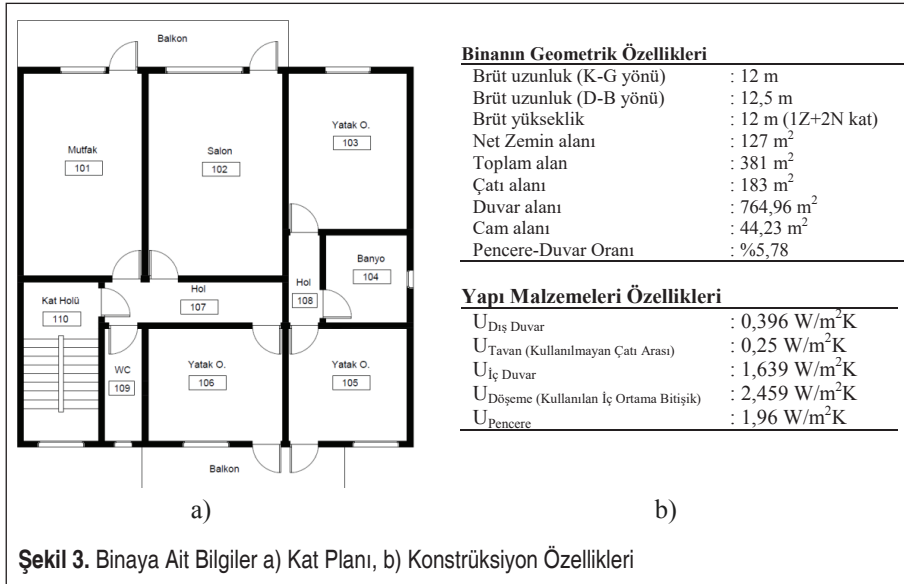 Balkon
Mutfak
101
Salon
102
Yatak O.
103
Banyo
104
Hol
107
Hol
108
Kat Holü
110
WC
109
Yatak O.
106
Yatak O.
105
Balkon
a)
Binanın Geometrik Özellikleri
Brüt uzunluk (K-G yönü) : 12 m
Brüt uzunluk (D-B yönü) : 12,5 m
Brüt yükseklik : 12 m (1Z+2N kat)
Net Zemin alanı : 127 m²
Toplam alan : 381 m²
Çatı alanı : 183 m²
Duvar alanı : 764,96 m²
Cam alanı : 44,23 m²
Pencere-Duvar Oranı : %5,78
Yapı Malzemeleri Özellikleri
U Dış Duvar : 0,396 W/m²K
U Tavan (Kullanılmayan Çatı Arası) : 0,25 W/m²K
U İç Duvar : 1,639 W/m²K
U Döşeme (Kullanılan İç Ortama Bitişik) : 2,459 W/m²K
U Pencere : 1,96 W/m²K
b)
Şekil 3. Binaya Ait Bilgiler a) Kat Planı, b) Konstrüksiyon Özellikleri